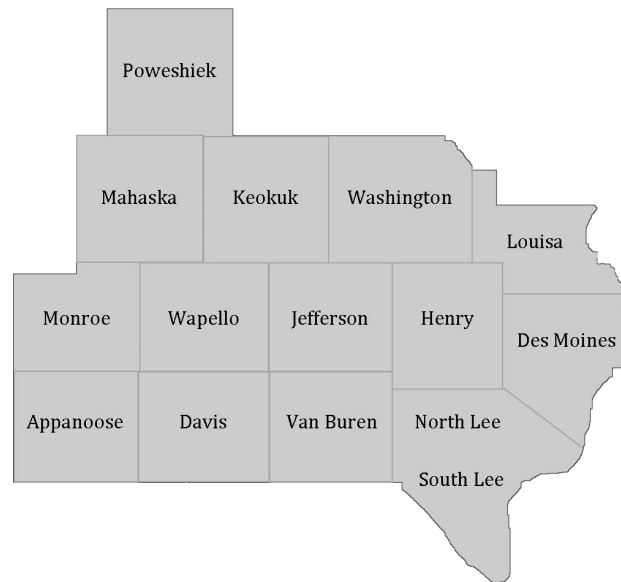 Poweshiek
Mahaska
Keokuk
Washington
Louisa
Monroe
Wapello
Jefferson
Henry
Des Moines
Appanoose
Davis
Van Buren
North Lee
South Lee